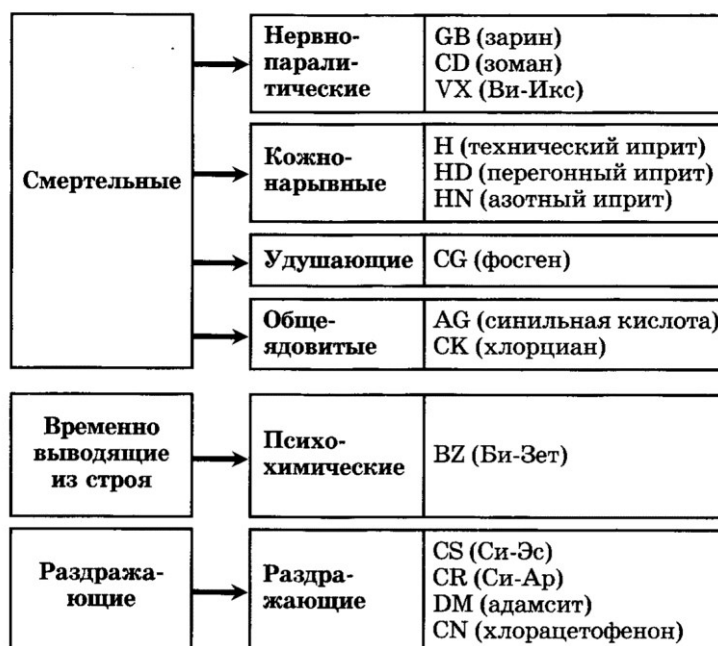 Смертельные
Нервно-
парали-
тические
GB (зарин)
CD (зоман)
VX (Ви-Икс)
Кожно-
нарывные
H (технический иприт)
HD (перегонный иприт)
HN (азотный иприт)
Удушающие
CG (фосген)
Обще-
ядовитые
AG (синильная кислота)
CK (хлорциан)
Временно
выводящие
из строя
Психо-
химические
BZ (Би-Зет)
Раздража-
ющие
Раздра-
жающие
CS (Си-Эс)
CR (Си-Ар)
DM (адамсит)
CN (хлорацетофенон)